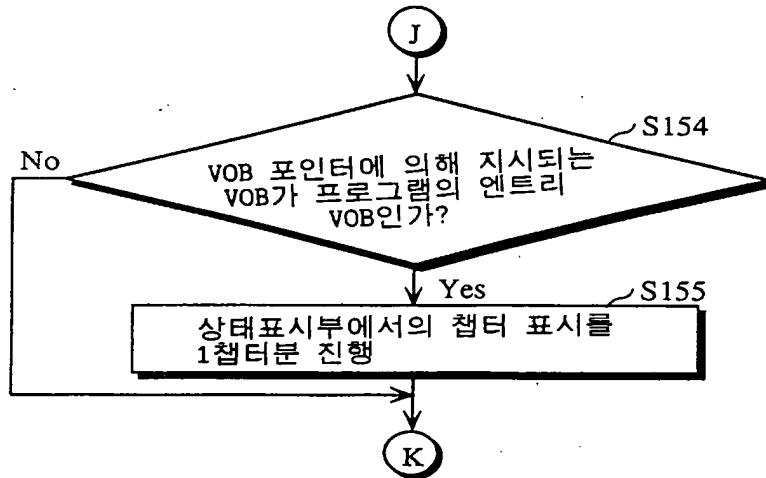 J
S154
No
VOB 포인터에 의해 지시되는
VOB가 프로그램의 엔트리
VOB인가?
Yes
S155
상태표시부에서의 챕터 표시를
1챕터분 진행
K